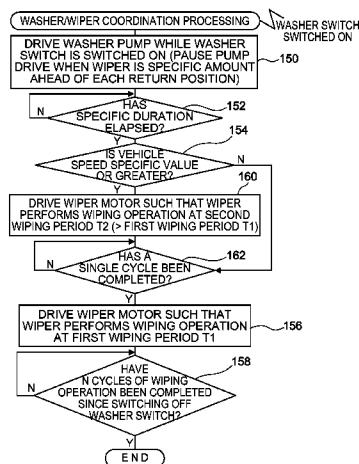 WASHER/WIPER COORDINATION PROCESSING
WASHER SWITCH
SWITCHED ON
DRIVE WASHER PUMP WHILE WASHER
SWITCH IS SWITCHED ON (PAUSE PUMP
DRIVE WHEN WIPER IS SPECIFIC AMOUNT
AHEAD OF EACH RETURN POSITION)
150
HAS
SPECIFIC DURATION
ELAPSED?
152
N
Y
154
IS VEHICLE
SPEED SPECIFIC VALUE
OR GREATER?
N
Y
160
DRIVE WIPER MOTOR SUCH THAT WIPER
PERFORMS WIPING OPERATION AT SECOND
WIPING PERIOD T2 (> FIRST WIPING PERIOD T1)
162
HAS A
SINGLE CYCLE BEEN
COMPLETED?
N
Y
DRIVE WIPER MOTOR SUCH THAT
WIPER PERFORMS WIPING OPERATION
AT FIRST WIPING PERIOD T1
156
158
HAVE
N CYCLES OF WIPING
OPERATION BEEN COMPLETED
SINCE SWITCHING OFF
WASHER SWITCH?
N
Y
END